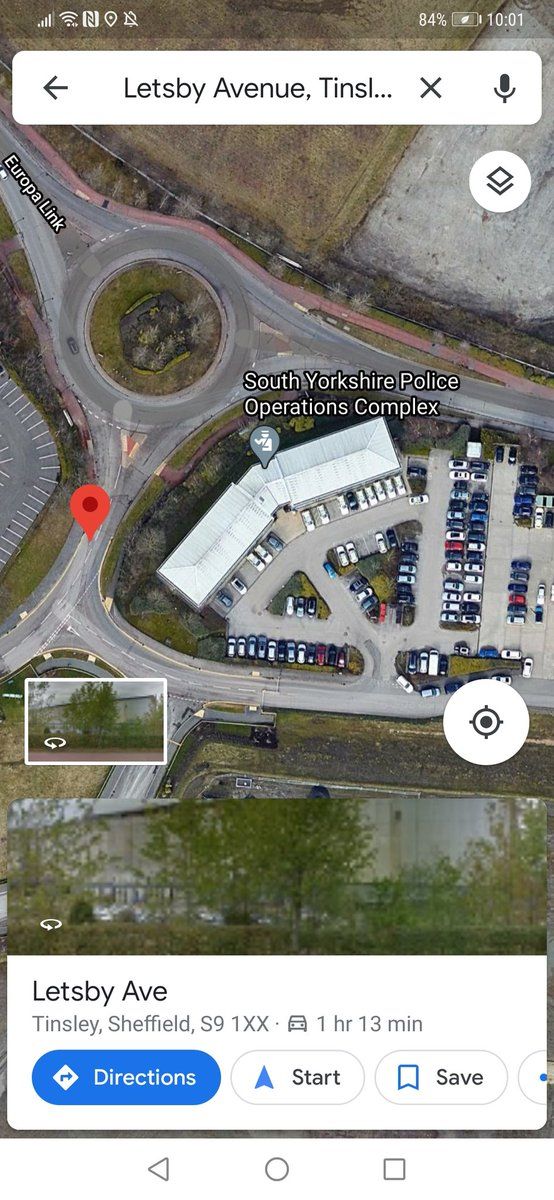 84% 10:01
Letsby Avenue, Tinsl...
Europa Link
South Yorkshire Police
Operations Complex
Letsby Ave
Tinsley, Sheffield, S9 1XX · 1 hr 13 min
Directions
Start
Save